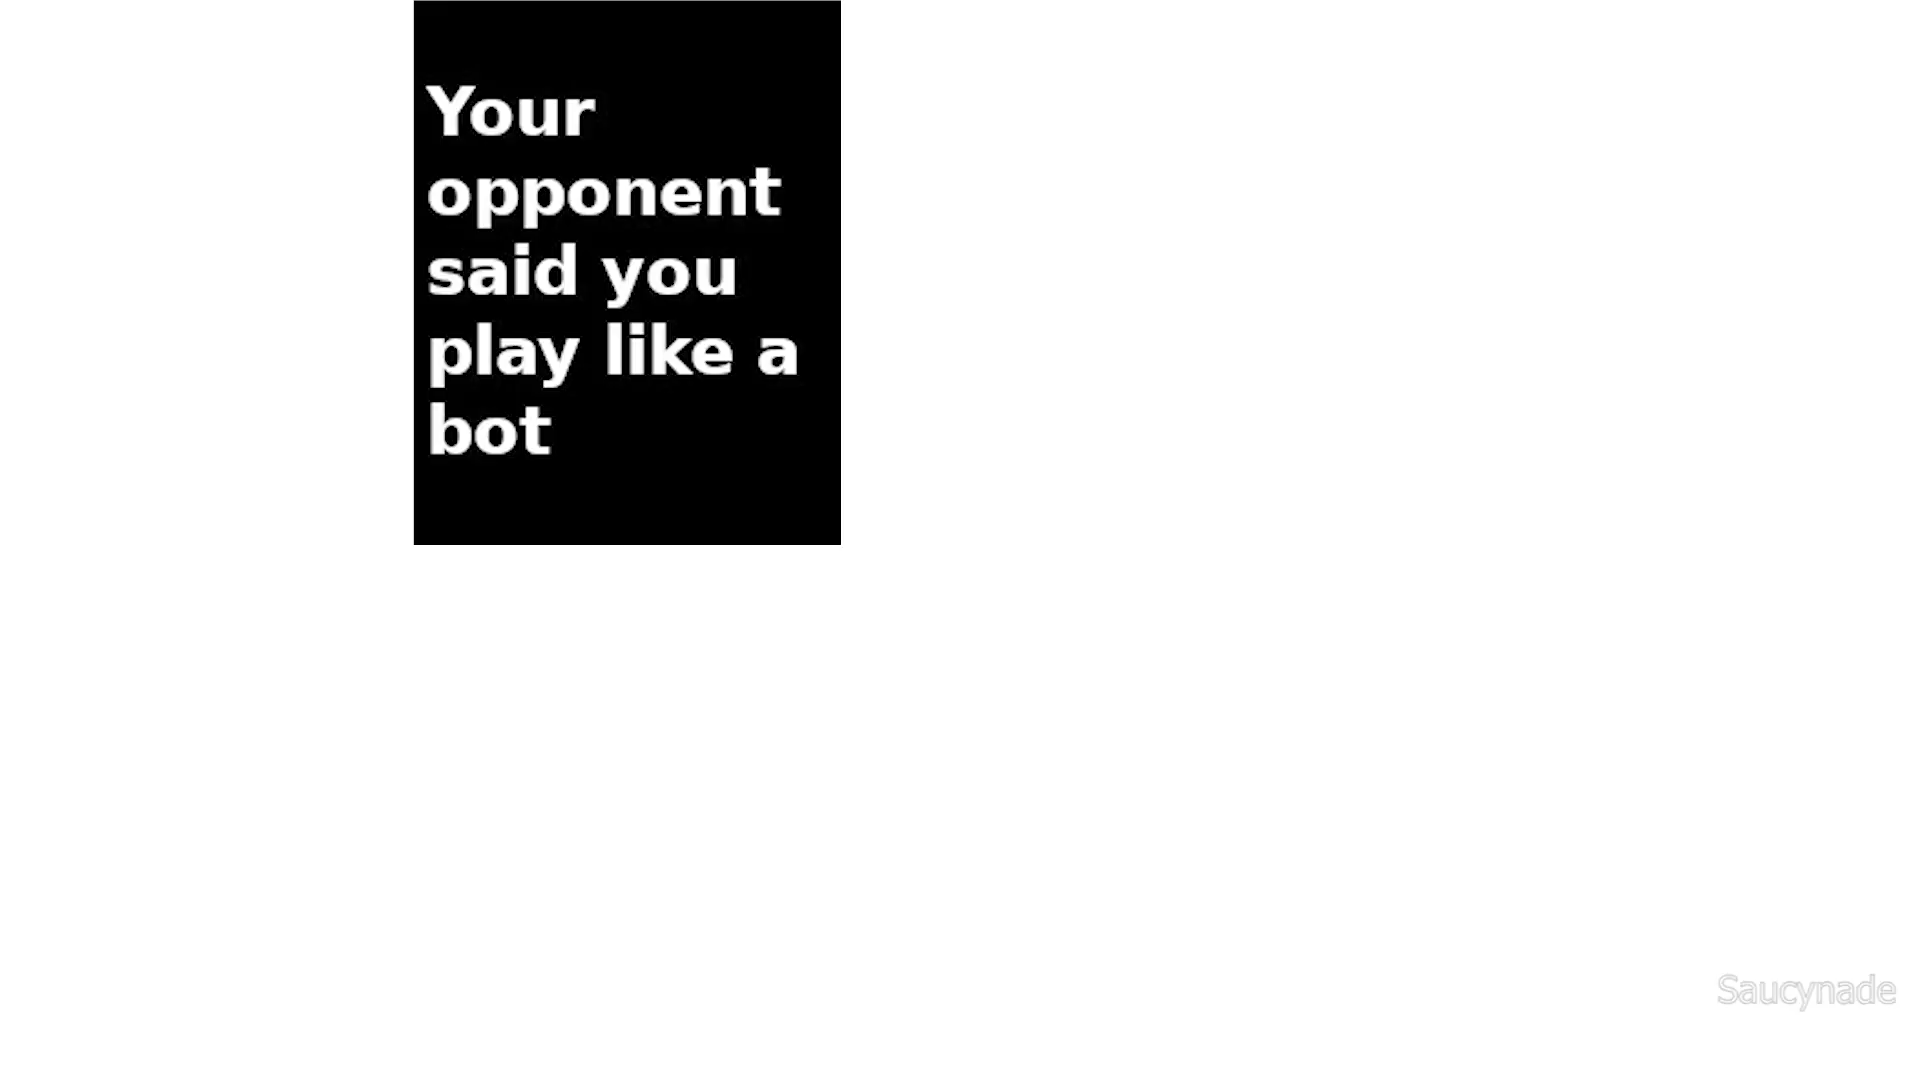 Your
opponent
said you
play like a
bot
Saucynade